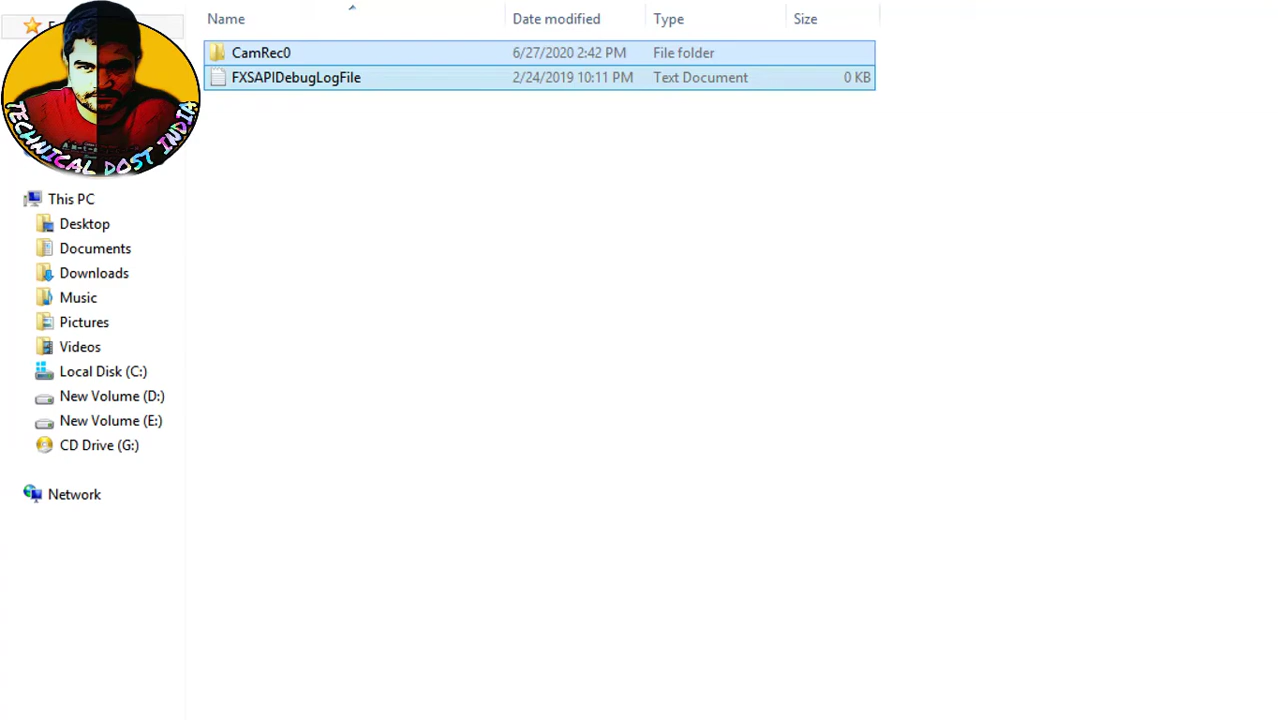 Name Date modified Type Size
CamRec0 6/27/2020 2:42 PM File folder
FXSAPIDebugLogFile 2/24/2019 10:11 PM Text Document 0 KB
TECHNICAL DOST INDIA
This PC
Desktop
Documents
Downloads
Music
Pictures
Videos
Local Disk (C:)
New Volume (D:)
New Volume (E:)
CD Drive (G:)
Network